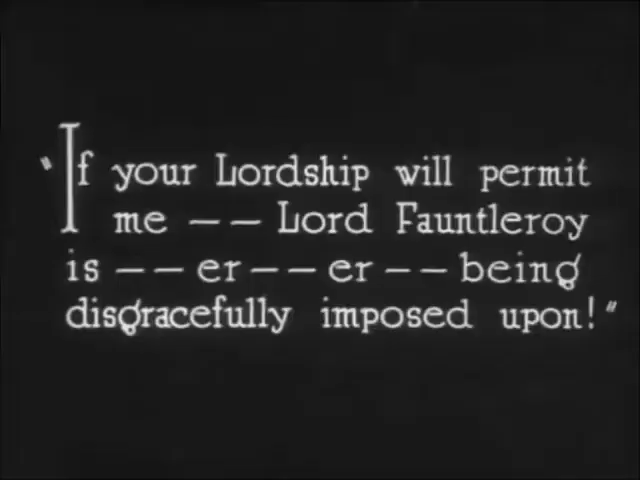 "If your Lordship will permit
me -- -- Lord Fauntleroy
is -- -- er -- -- er -- -- being
disgracefully imposed upon!"